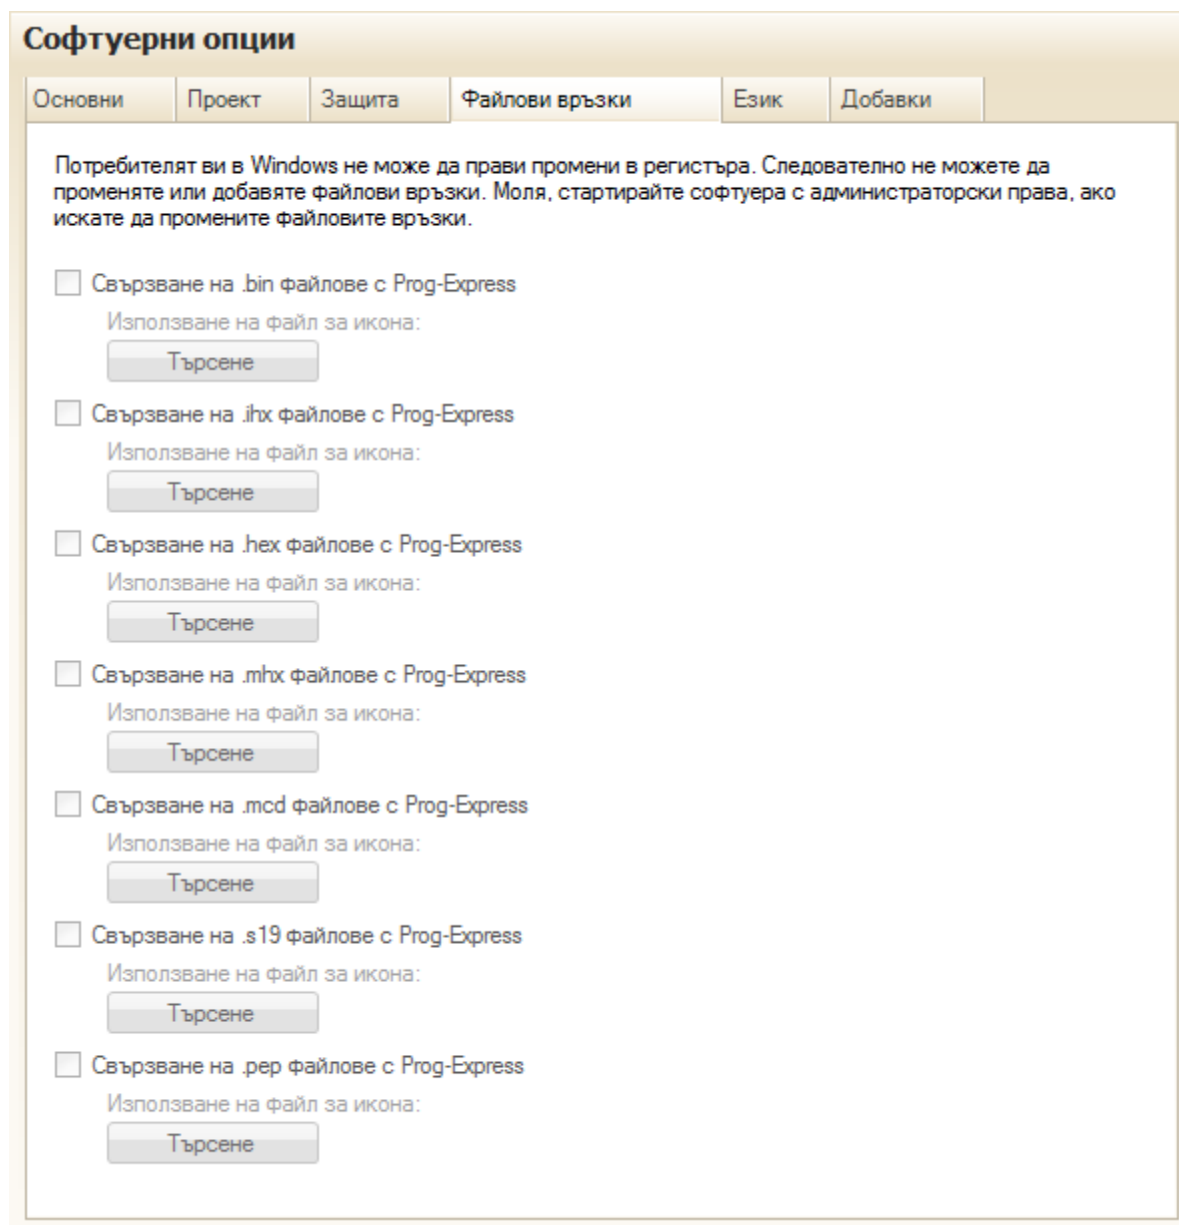 Софтуерни опции
Основни Проект Защита Файлови връзки Език Добавки
Потребителят ви в Windows не може да прави промени в регистъра. Следователно не можете да
променяте или добавяте файлови връзки. Моля, стартирайте софтуера с администраторски права, ако
искате да промените файловите връзки.
Свързване на .bin файлове с Prog-Express
Използване на файл за икона:
Търсене
Свързване на .ihx файлове с Prog-Express
Използване на файл за икона:
Търсене
Свързване на .hex файлове с Prog-Express
Използване на файл за икона:
Търсене
Свързване на .mhx файлове с Prog-Express
Използване на файл за икона:
Търсене
Свързване на .mcd файлове с Prog-Express
Използване на файл за икона:
Търсене
Свързване на .s19 файлове с Prog-Express
Използване на файл за икона:
Търсене
Свързване на .pep файлове с Prog-Express
Използване на файл за икона:
Търсене